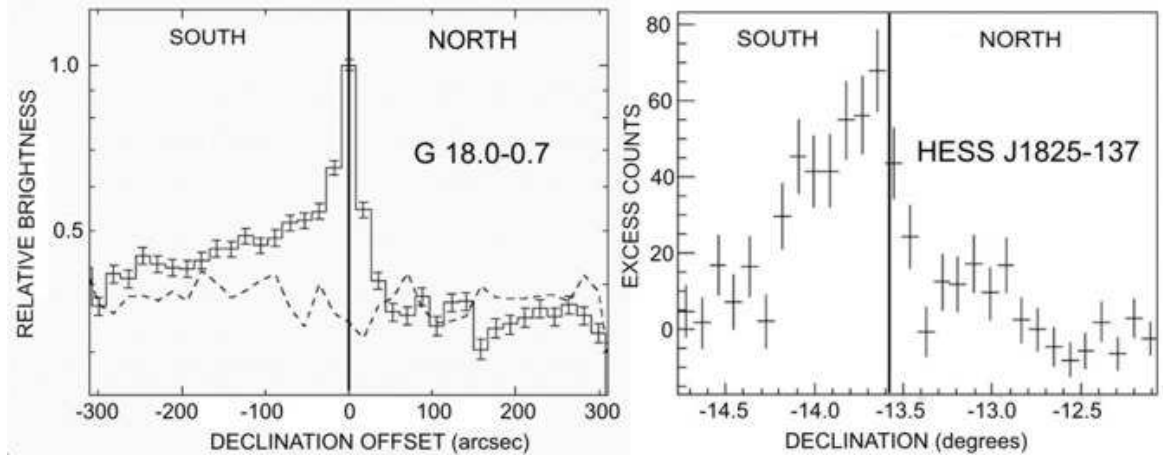 SOUTH
NORTH
G 18.0-0.7
RELATIVE BRIGHTNESS
1.0
0.5
-300
-200
-100
0
100
200
300
DECLINATION OFFSET (arcsec)
SOUTH
NORTH
HESS J1825-137
EXCESS COUNTS
80
60
40
20
0
-14.5
-14.0
-13.5
-13.0
-12.5
DECLINATION (degrees)